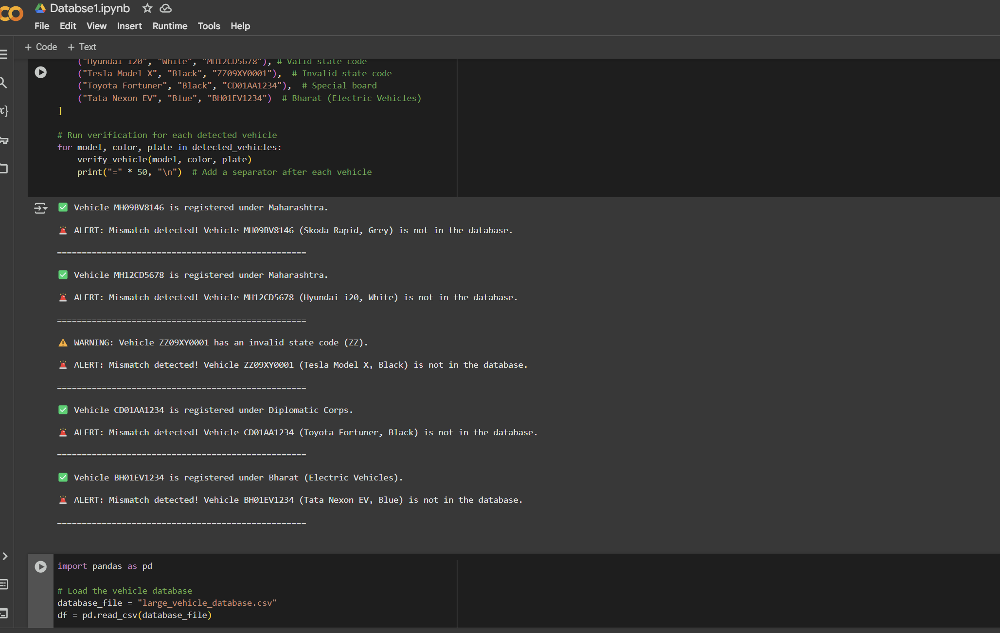 Databse1.ipynb
File Edit View Insert Runtime Tools Help
+ Code + Text
("Hyundai i20", "White", "MH12CD5678"), # Valid state code
("Tesla Model X", "Black", "ZZ09XY0001"),  # Invalid state code
("Toyota Fortuner", "Black", "CD01AA1234"),  # Special board
("Tata Nexon EV", "Blue", "BH01EV1234")  # Bharat (Electric Vehicles)
]
# Run verification for each detected vehicle
for model, color, plate in detected_vehicles:
verify_vehicle(model, color, plate)
print("=" * 50, "\n")  # Add a separator after each vehicle
✅ Vehicle MH09BV8146 is registered under Maharashtra.
🚨 ALERT: Mismatch detected! Vehicle MH09BV8146 (Skoda Rapid, Grey) is not in the database.
==================================================
✅ Vehicle MH12CD5678 is registered under Maharashtra.
🚨 ALERT: Mismatch detected! Vehicle MH12CD5678 (Hyundai i20, White) is not in the database.
==================================================
⚠️ WARNING: Vehicle ZZ09XY0001 has an invalid state code (ZZ).
🚨 ALERT: Mismatch detected! Vehicle ZZ09XY0001 (Tesla Model X, Black) is not in the database.
==================================================
✅ Vehicle CD01AA1234 is registered under Diplomatic Corps.
🚨 ALERT: Mismatch detected! Vehicle CD01AA1234 (Toyota Fortuner, Black) is not in the database.
==================================================
✅ Vehicle BH01EV1234 is registered under Bharat (Electric Vehicles).
🚨 ALERT: Mismatch detected! Vehicle BH01EV1234 (Tata Nexon EV, Blue) is not in the database.
==================================================
import pandas as pd
# Load the vehicle database
database_file = "large_vehicle_database.csv"
df = pd.read_csv(database_file)